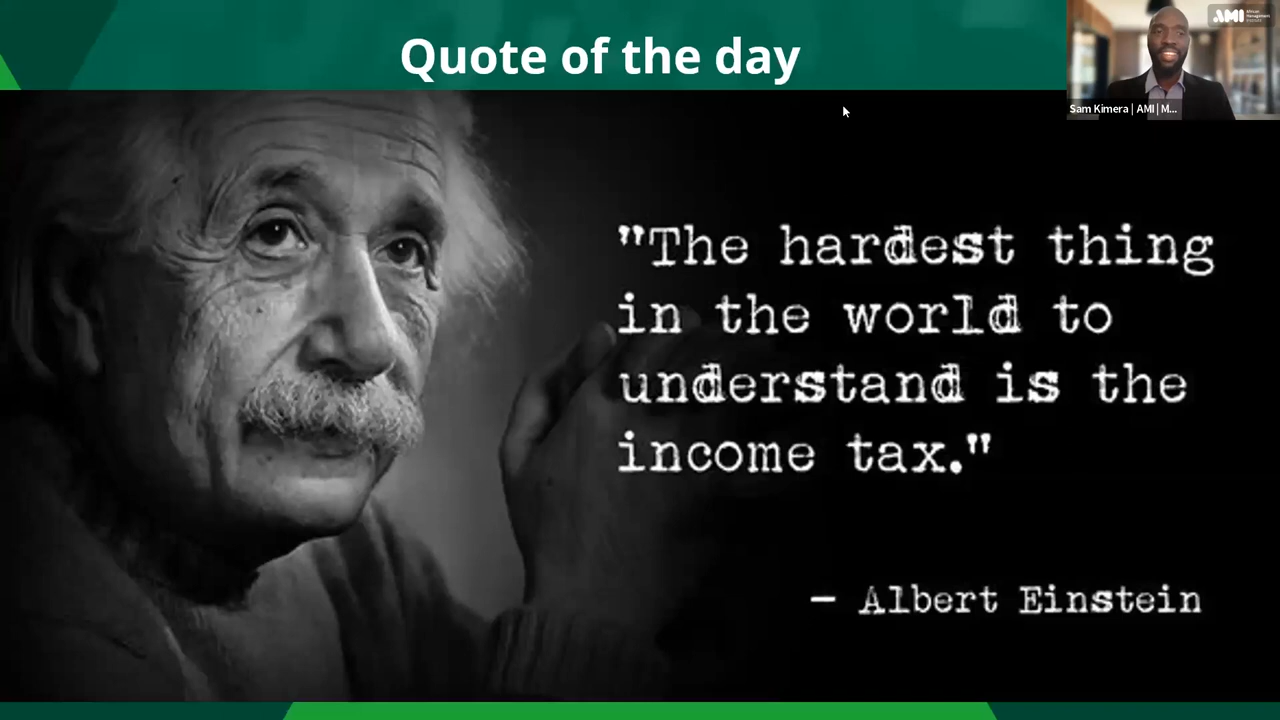 Quote of the day
AMI
Sam Kimera | AMI | M...
"The hardest thing
in the world to
understand is the
income tax."
— Albert Einstein